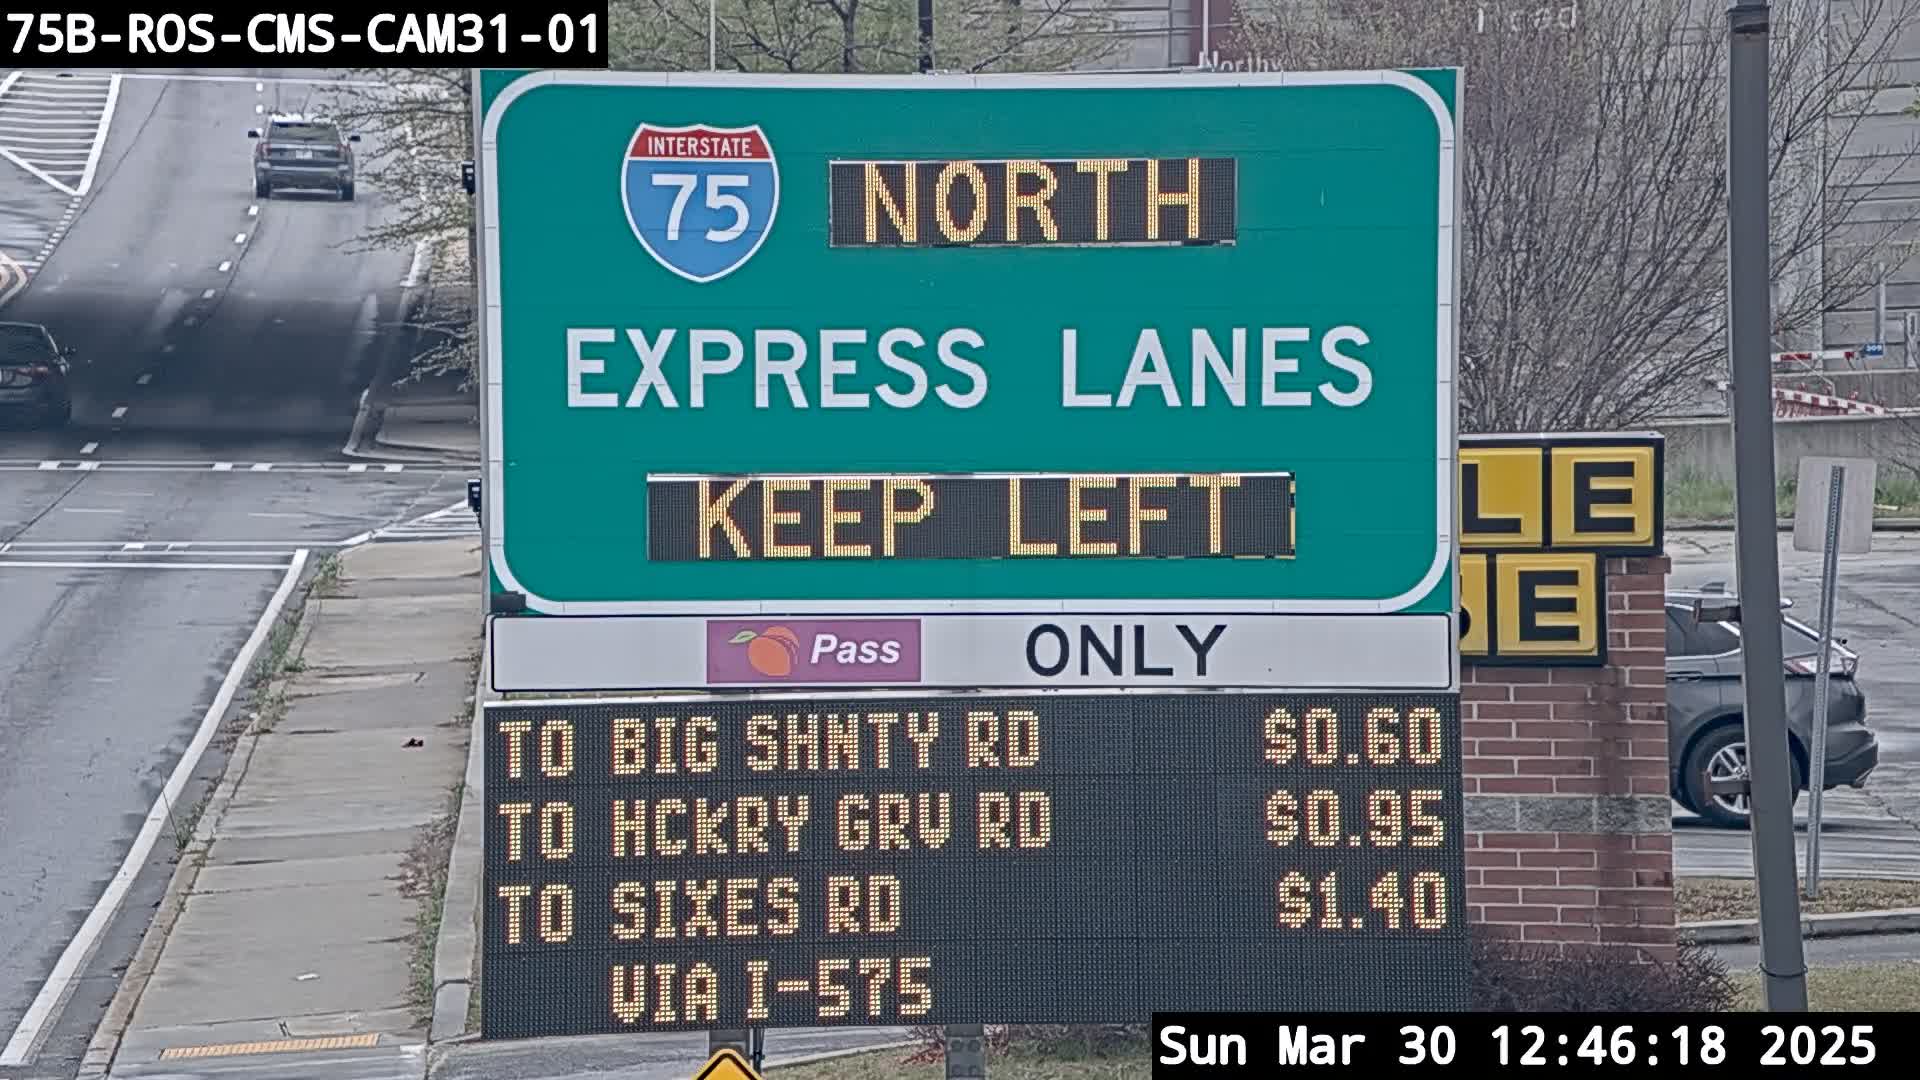 75B-ROS-CMS-CAM31-01
INTERSTATE
75
NORTH
EXPRESS LANES
KEEP LEFT
Pass ONLY
TO BIG SHNTY RD $0.60
TO HCKRY GRV RD $0.95
TO SIXES RD $1.40
VIA I-575
LE
E
Sun Mar 30 12:46:18 2025